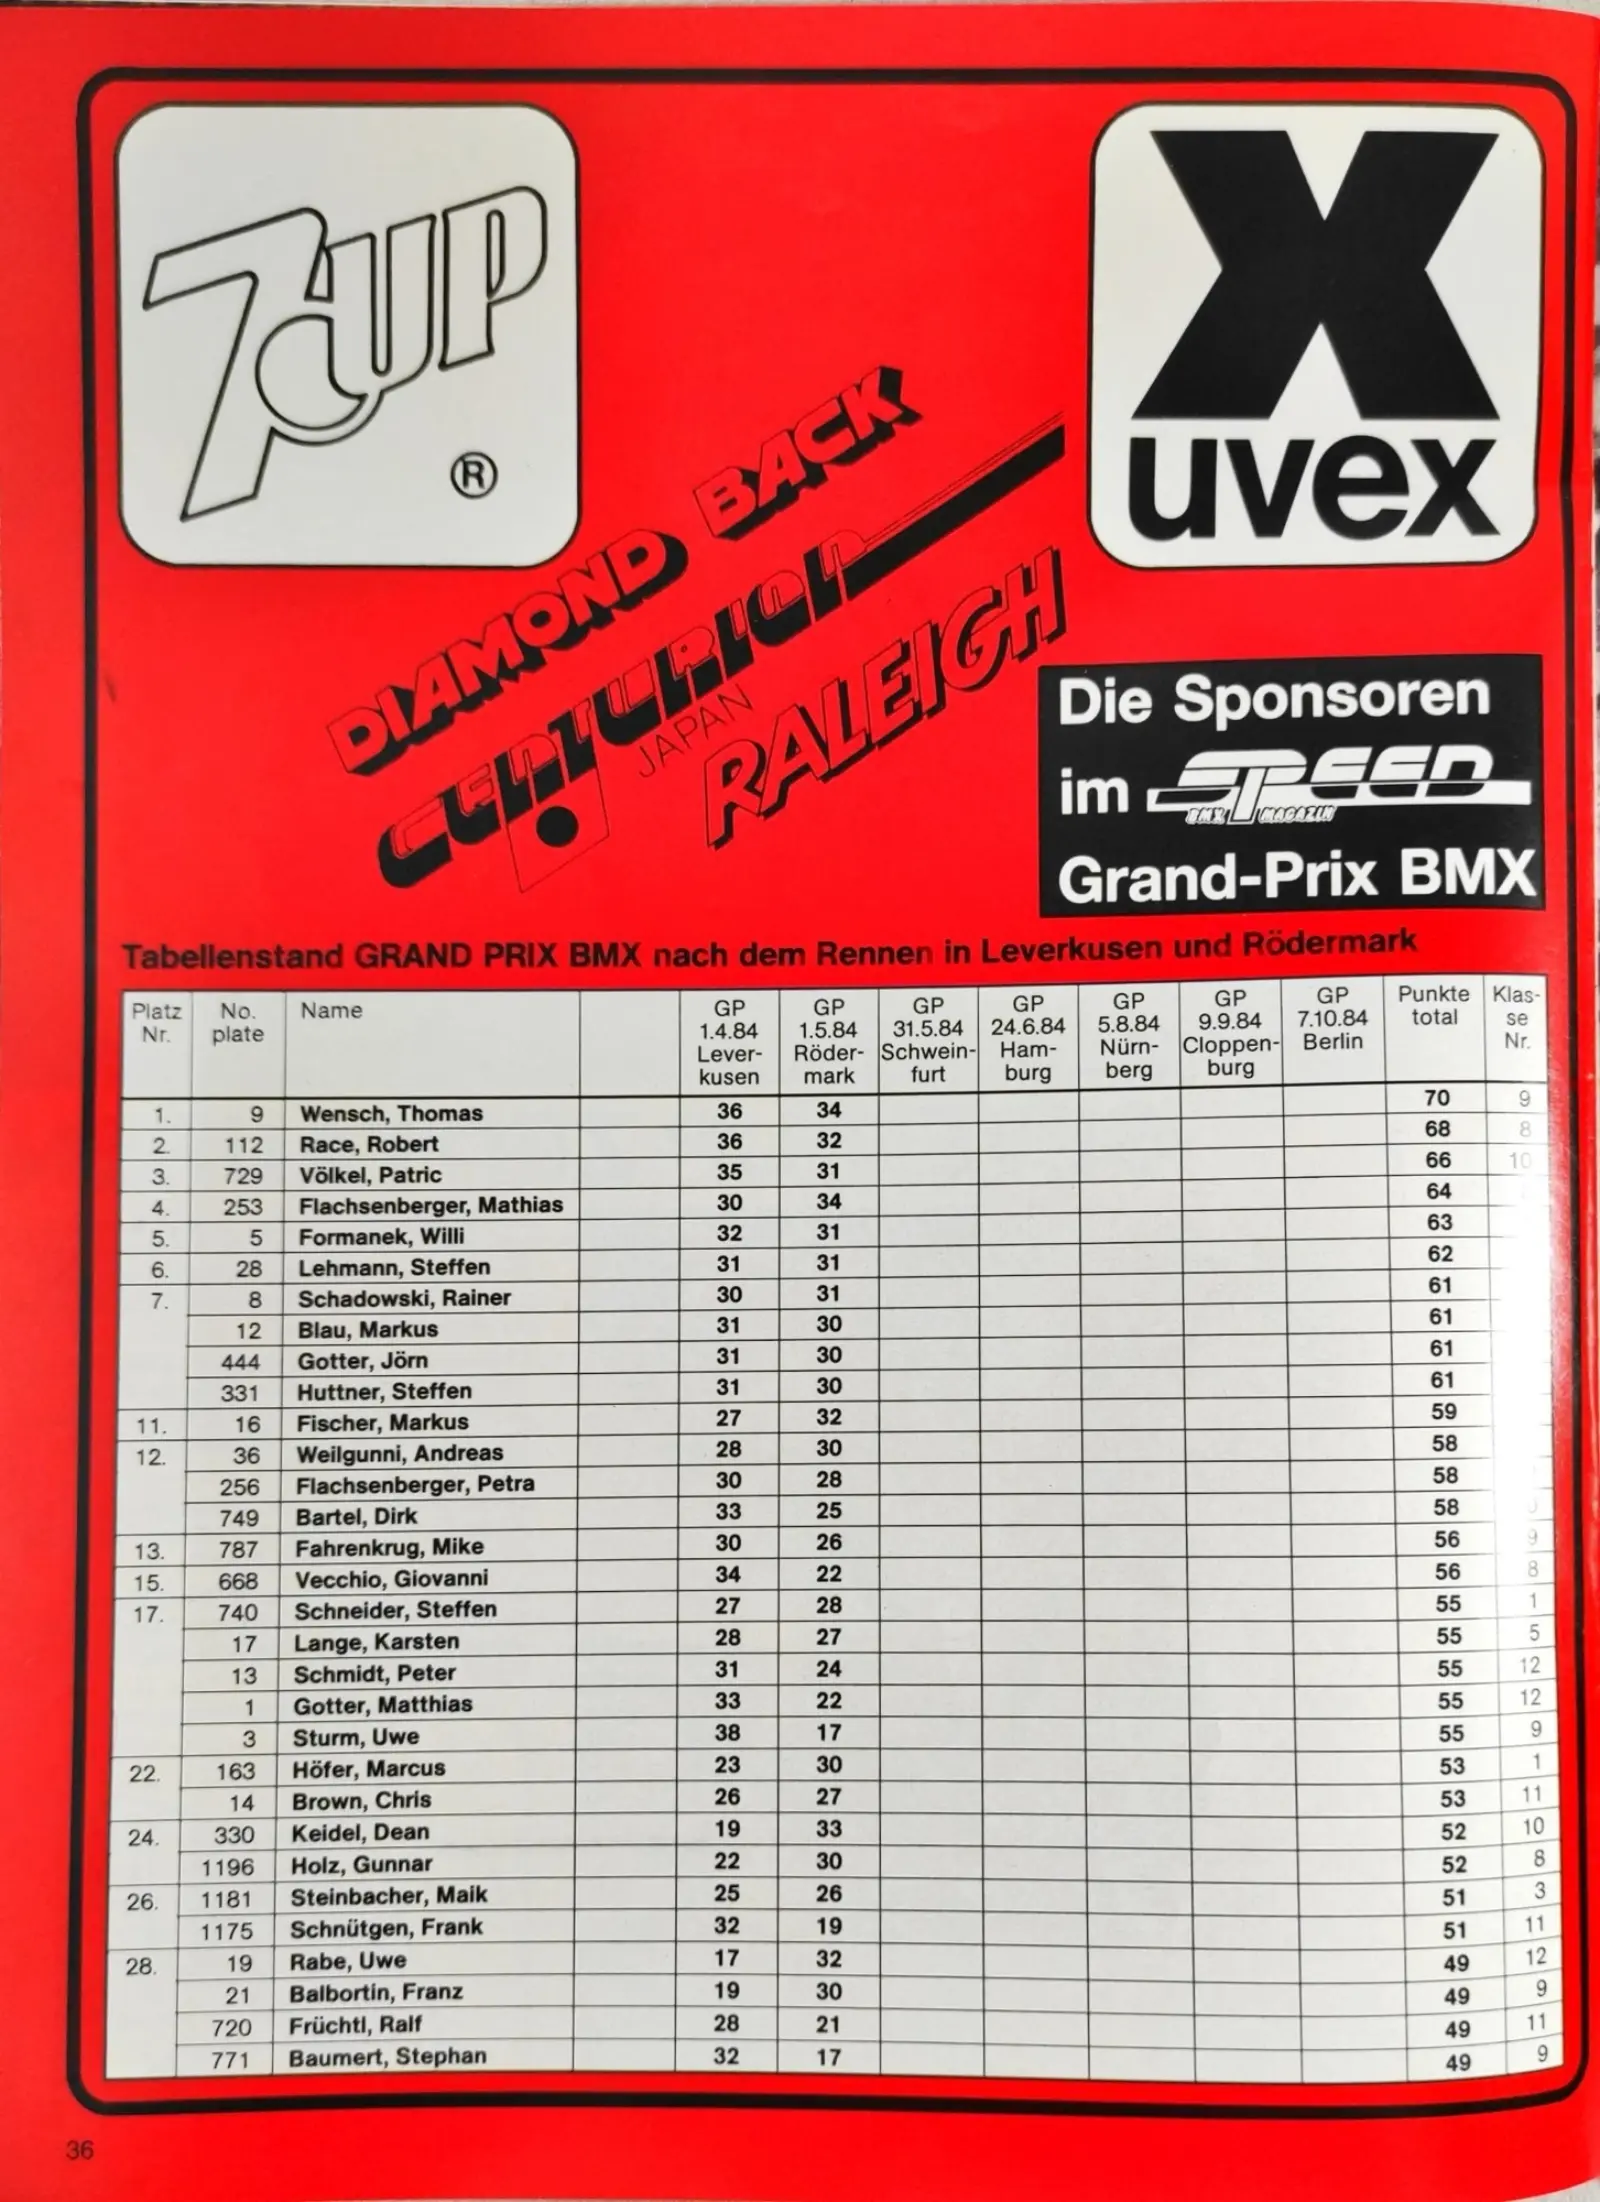 7UP
®
X
uvex
DIAMOND BACK
CENTURION
JAPAN
RALEIGH
Die Sponsoren
im SPEED
BMX MAGAZIN
Grand-Prix BMX
Tabellenstand GRAND PRIX BMX nach dem Rennen in Leverkusen und Rödermark
Platz No. Name GP GP GP GP GP GP GP Punkte Klas-
Nr. plate 1.4.84 1.5.84 31.5.84 24.6.84 5.8.84 9.9.84 7.10.84 total se
Lever- Röder- Schwein- Ham- Nürn- Cloppen- Berlin Nr.
kusen mark furt burg berg burg
1. 9 Wensch, Thomas 36 34 70 9
2. 112 Race, Robert 36 32 68 8
3. 729 Völkel, Patric 35 31 66 10
4. 253 Flachsenberger, Mathias 30 34 64
5. 5 Formanek, Willi 32 31 63
6. 28 Lehmann, Steffen 31 31 62
7. 8 Schadowski, Rainer 30 31 61
12 Blau, Markus 31 30 61
444 Gotter, Jörn 31 30 61
331 Huttner, Steffen 31 30 61
11. 16 Fischer, Markus 27 32 59
12. 36 Weilgunni, Andreas 28 30 58
256 Flachsenberger, Petra 30 28 58
749 Bartel, Dirk 33 25 58
13. 787 Fahrenkrug, Mike 30 26 56 9
15. 668 Vecchio, Giovanni 34 22 56 8
17. 740 Schneider, Steffen 27 28 55 1
17 Lange, Karsten 28 27 55 5
13 Schmidt, Peter 31 24 55 12
1 Gotter, Matthias 33 22 55 12
3 Sturm, Uwe 38 17 55 9
22. 163 Höfer, Marcus 23 30 53 1
14 Brown, Chris 26 27 53 11
24. 330 Keidel, Dean 19 33 52 10
1196 Holz, Gunnar 22 30 52 8
26. 1181 Steinbacher, Maik 25 26 51 3
1175 Schnütgen, Frank 32 19 51 11
28. 19 Rabe, Uwe 17 32 49 12
21 Balbortin, Franz 19 30 49 9
720 Früchtl, Ralf 28 21 49 11
771 Baumert, Stephan 32 17 49 9
36